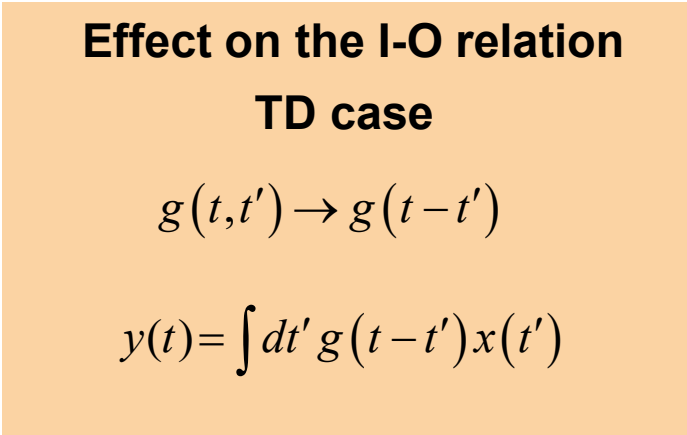 Effect on the I-O relation
TD case
g(t,t′)→g(t−t′)
y(t)=∫dt′ g(t−t′)x(t′)